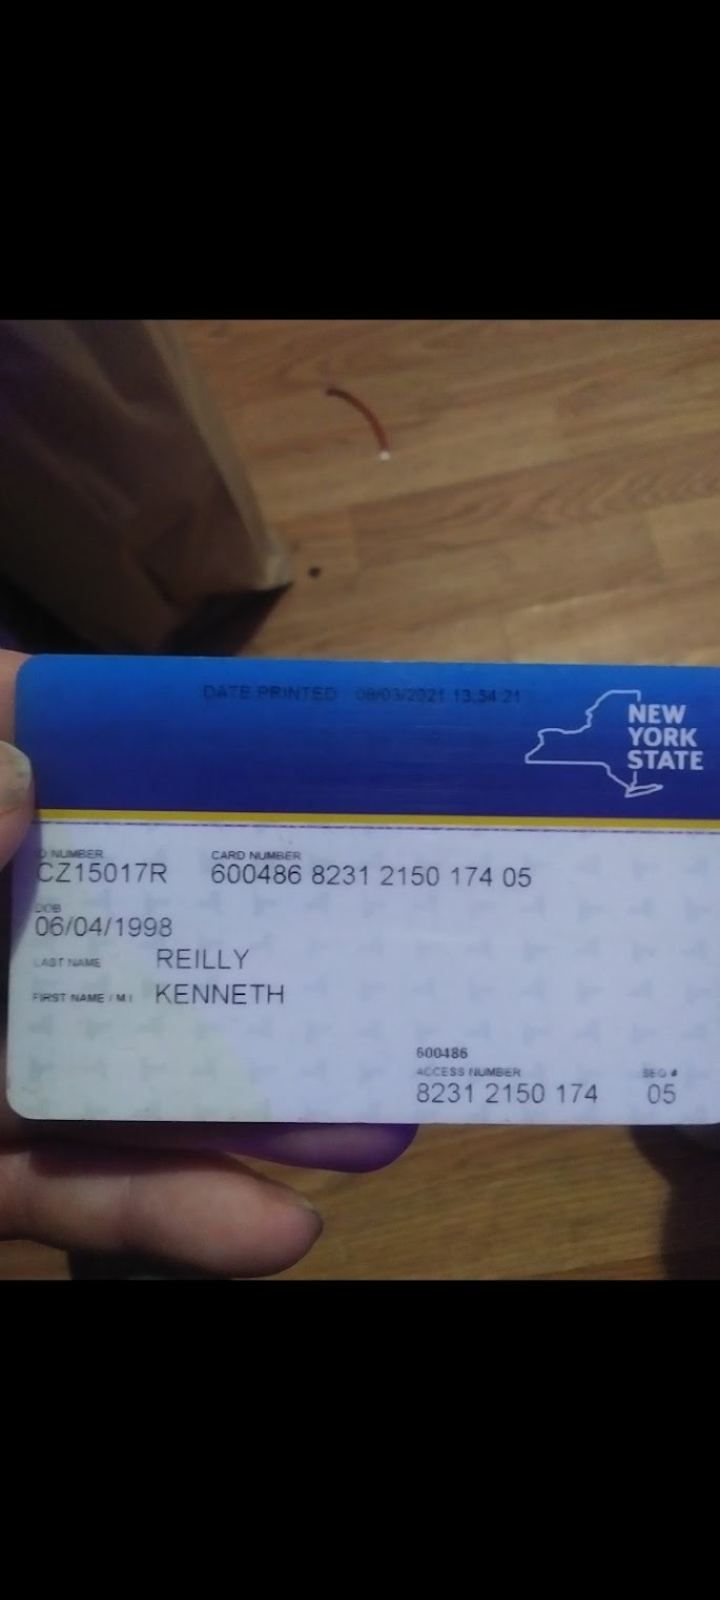 DATE PRINTED 08/03/2021 13.54.21
NEW
YORK
STATE
D NUMBER CARD NUMBER
CZ15017R 600486 8231 2150 174 05
DOB
06/04/1998
LAST NAME REILLY
FIRST NAME / M.I. KENNETH
600486
ACCESS NUMBER SEQ #
8231 2150 174 05